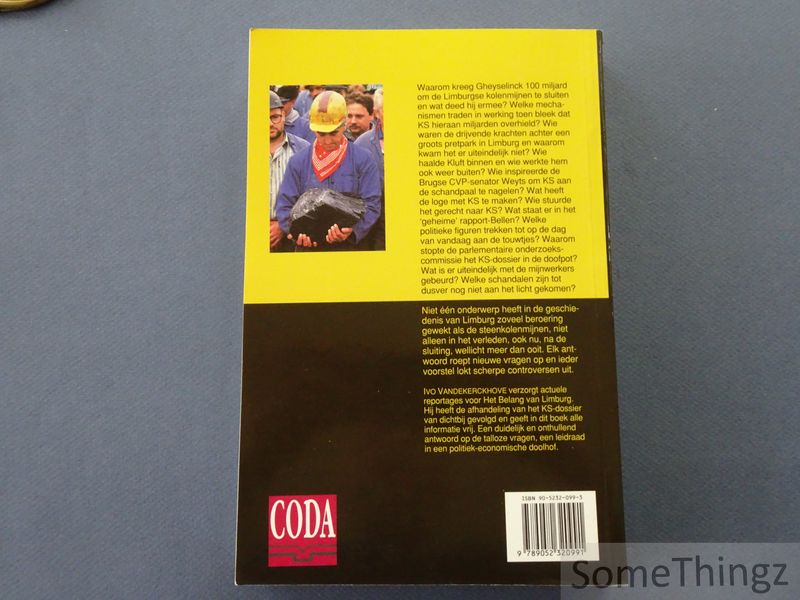 Waarom kreeg Gheyselinck 100 miljard
om de Limburgse kolenmijnen te sluiten
en wat deed hij ermee? Welke mecha-
nismen traden in werking toen bleek dat
KS hieraan miljarden overhield? Wie
waren de drijvende krachten achter een
groots pretpark in Limburg en waarom
kwam het er uiteindelijk niet? Wie
haalde Kluft binnen en wie werkte hem
ook weer buiten? Wie inspireerde de
Brugse CVP-senator Weyts om KS aan
de schandpaal te nagelen? Wat heeft
de loge met KS te maken? Wie stuurde
het gerecht naar KS? Wat staat er in het
'geheime' rapport-Bellen? Welke
politieke figuren trekken tot op de dag
van vandaag aan de touwtjes? Waarom
stopte de parlementaire onderzoeks-
commissie het KS-dossier in de doofpot?
Wat is er uiteindelijk met de mijnwerkers
gebeurd? Welke schandalen zijn tot
dusver nog niet aan het licht gekomen?
Niet één onderwerp heeft in de geschie-
denis van Limburg zoveel beroering
gewekt als de steenkolenmijnen, niet
alleen in het verleden, ook nu, na de
sluiting, wellicht meer dan ooit. Elk ant-
woord roept nieuwe vragen op en ieder
voorstel lokt scherpe controversen uit.
IVO VANDEKERCKHOVE verzorgt actuele
reportages voor Het Belang van Limburg.
Hij heeft de afhandeling van het KS-dossier
van dichtbij gevolgd en geeft in dit boek alle
informatie vrij. Een duidelijk en onthullend
antwoord op de talloze vragen, een leidraad
in een politiek-economische doolhof.
CODA
ISBN 90-5232-099-5
9 789052 320991
SomeThingz